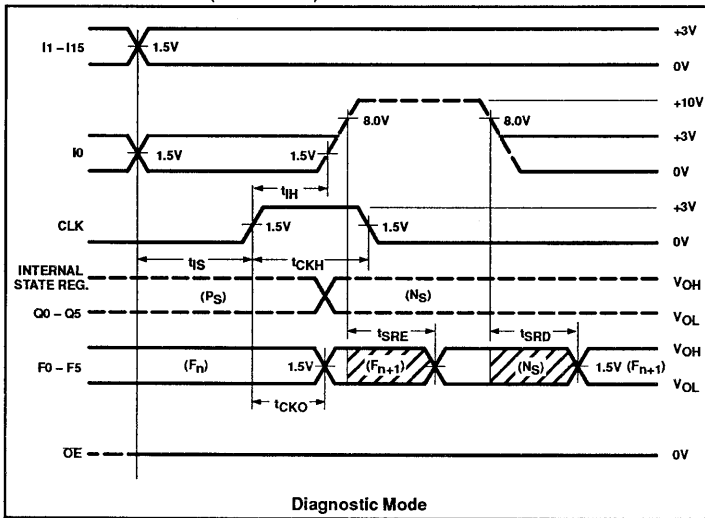 I1 – I15
1.5V
+3V
0V
+10V
8.0V
8.0V
+3V
I0
1.5V
1.5V
0V
tIH
+3V
CLK
1.5V
1.5V
0V
tIS
tCKH
INTERNAL
STATE REG.
VOH
(PS)
(NS)
Q0 – Q5
VOL
tSRE
tSRD
VOH
F0 – F5
(Fn)
1.5V
(Fn+1)
(NS)
1.5V (Fn+1)
VOL
tCKO
OE
0V
Diagnostic Mode